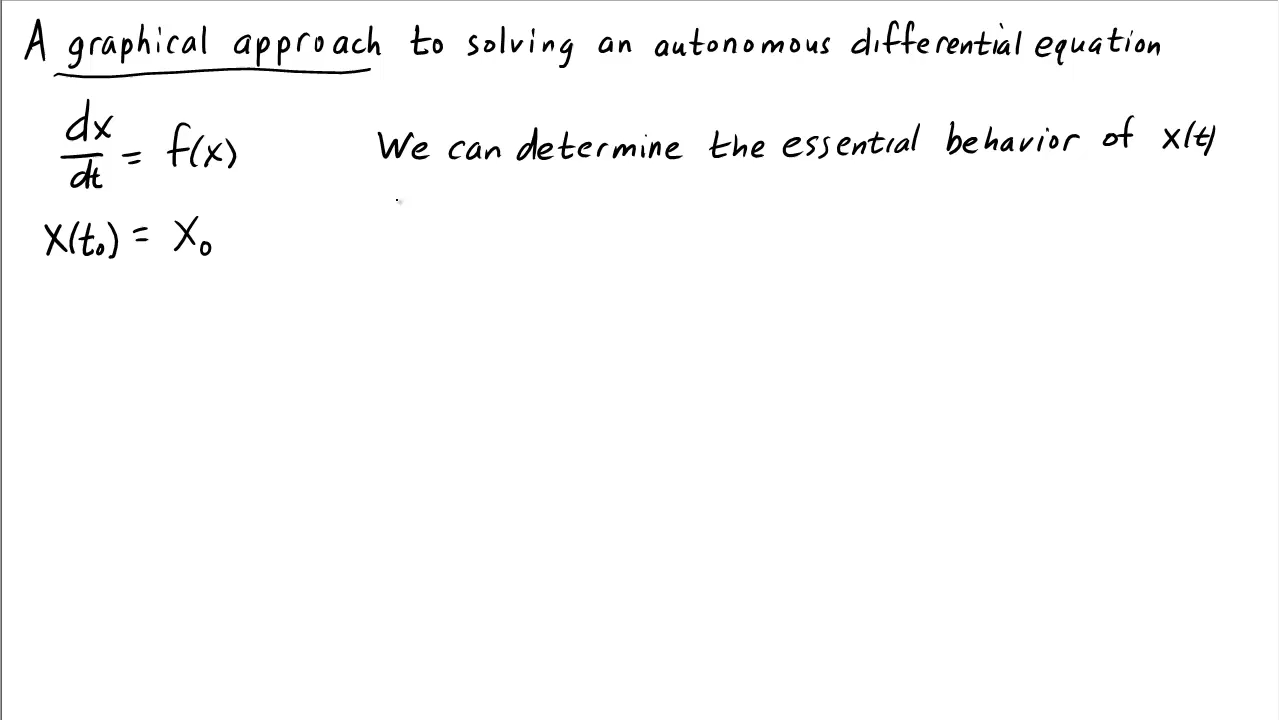 A graphical approach to solving an autonomous differential equation
dx/dt = f(x) We can determine the essential behavior of x(t)
x(t₀) = x₀